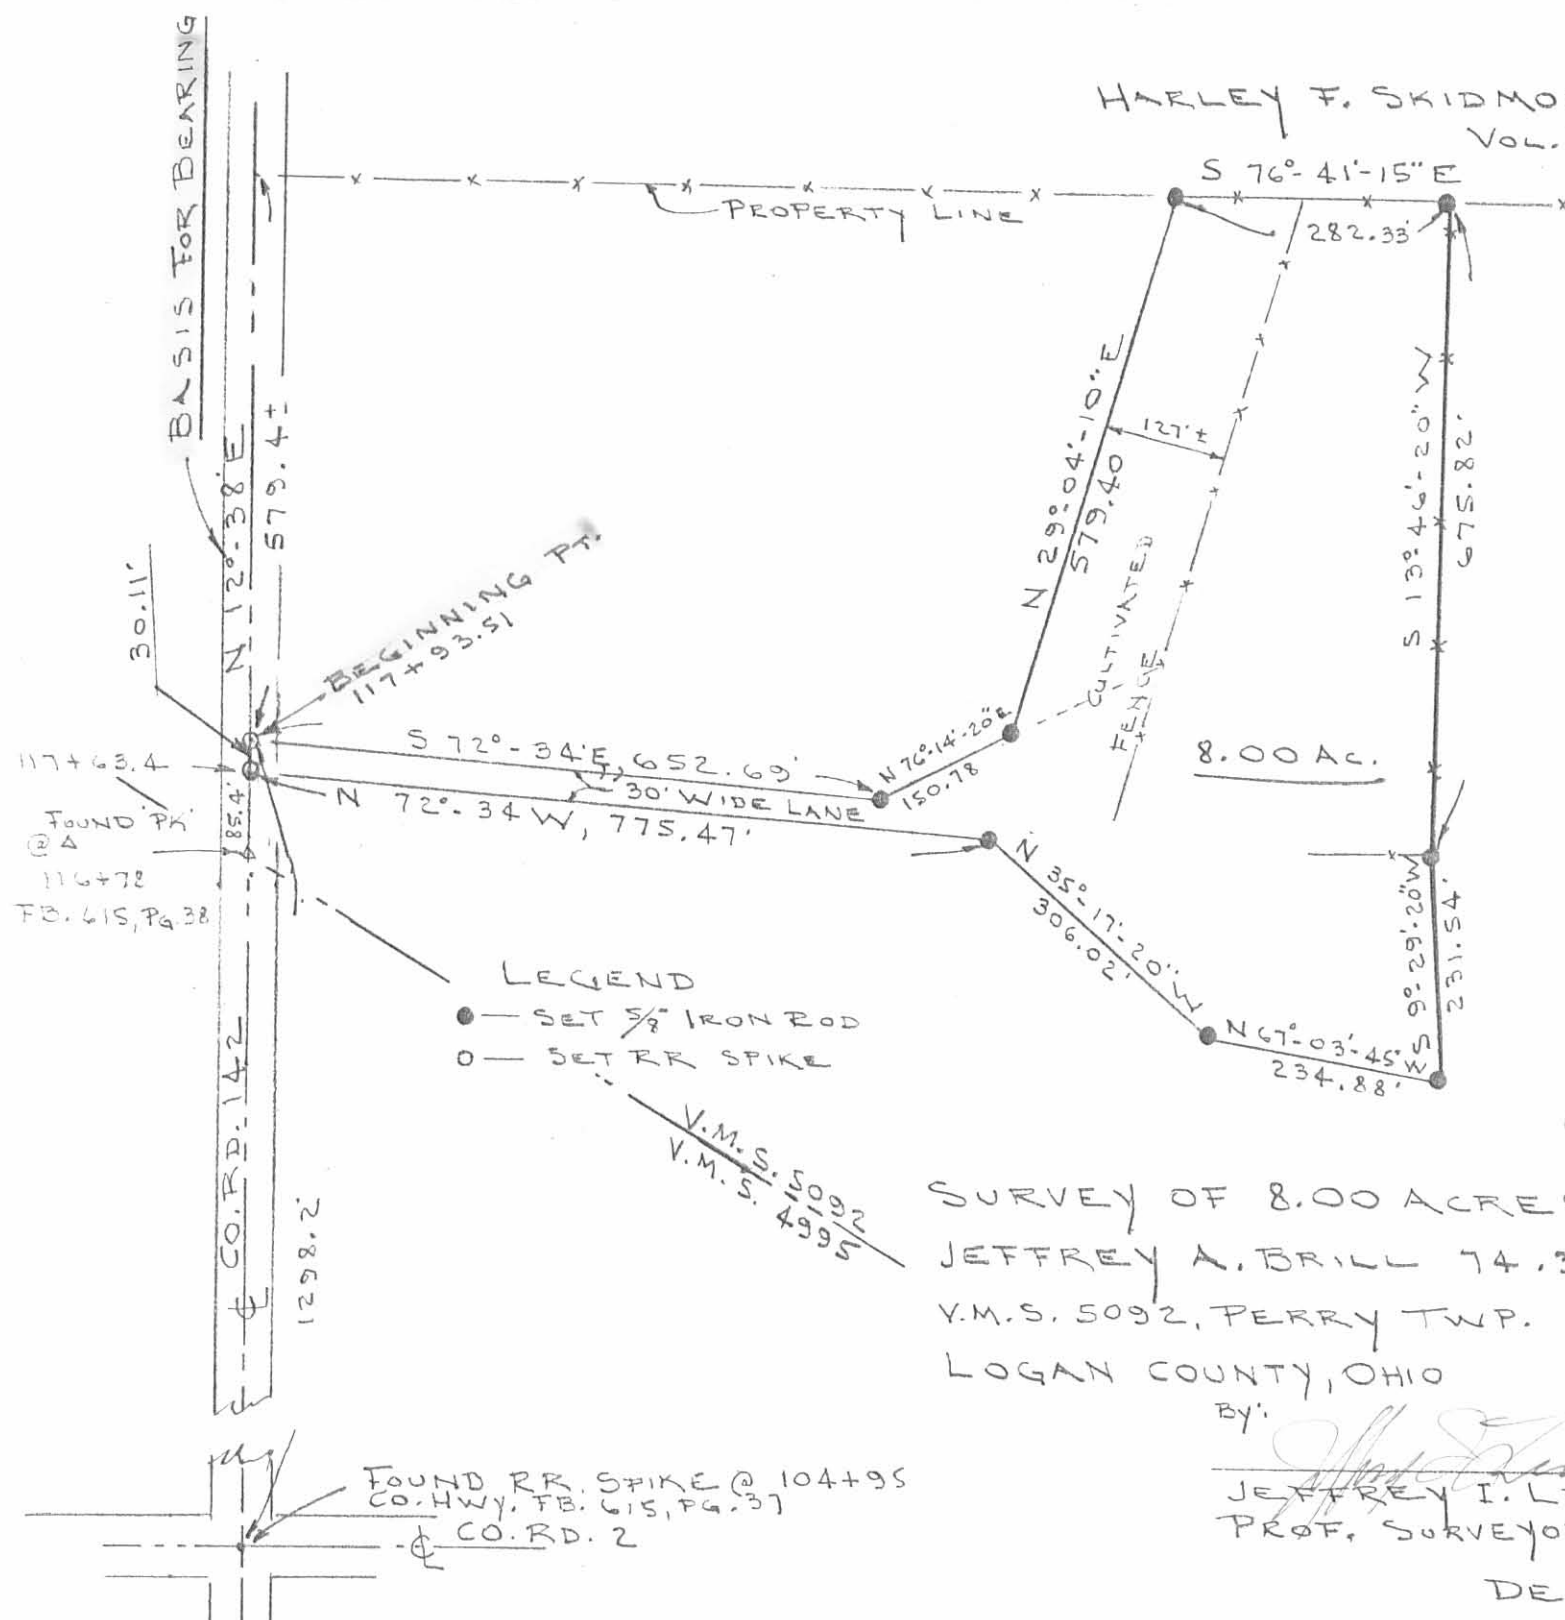 BASIS FOR BEARING
HARLEY F. SKIDMO
VOL.
S 76°-41'-15" E
282.33'
PROPERTY LINE
N 12°-38' E
579.4±
N 29°-04'-10" E
579.40
127'±
S 13°46'-20" W
675.82'
30.11'
BEGINNING PT.
117+93.51
CULTIVATED
FENCE
117+63.4
FOUND 'PK'
@ Δ
116+78
FB. 615, PG. 38
85.4'
S 72°-34' E, 652.69'
30' WIDE LANE
N 72°-34 W, 775.47'
N 76°-14'-20" E
150.78
8.00 AC.
N 35°-17'-20" W
306.02'
S 9°-29'-20" W
231.54'
N 67°-03'-45" W
234.88'
LEGEND
● — SET 5/8" IRON ROD
O — SET RR SPIKE
V.M.S. 5092
V.M.S. 4995
CO. RD. 142
1298.2'
SURVEY OF 8.00 ACRE
JEFFREY A. BRILL 74.3
V.M.S. 5092, PERRY TWP.
LOGAN COUNTY, OHIO
BY:
JEFFREY I. L
PROF. SURVEYO
DE
FOUND RR. SPIKE @ 104+95
CO. HWY. FB. 615, PG. 37
℄ CO. RD. 2